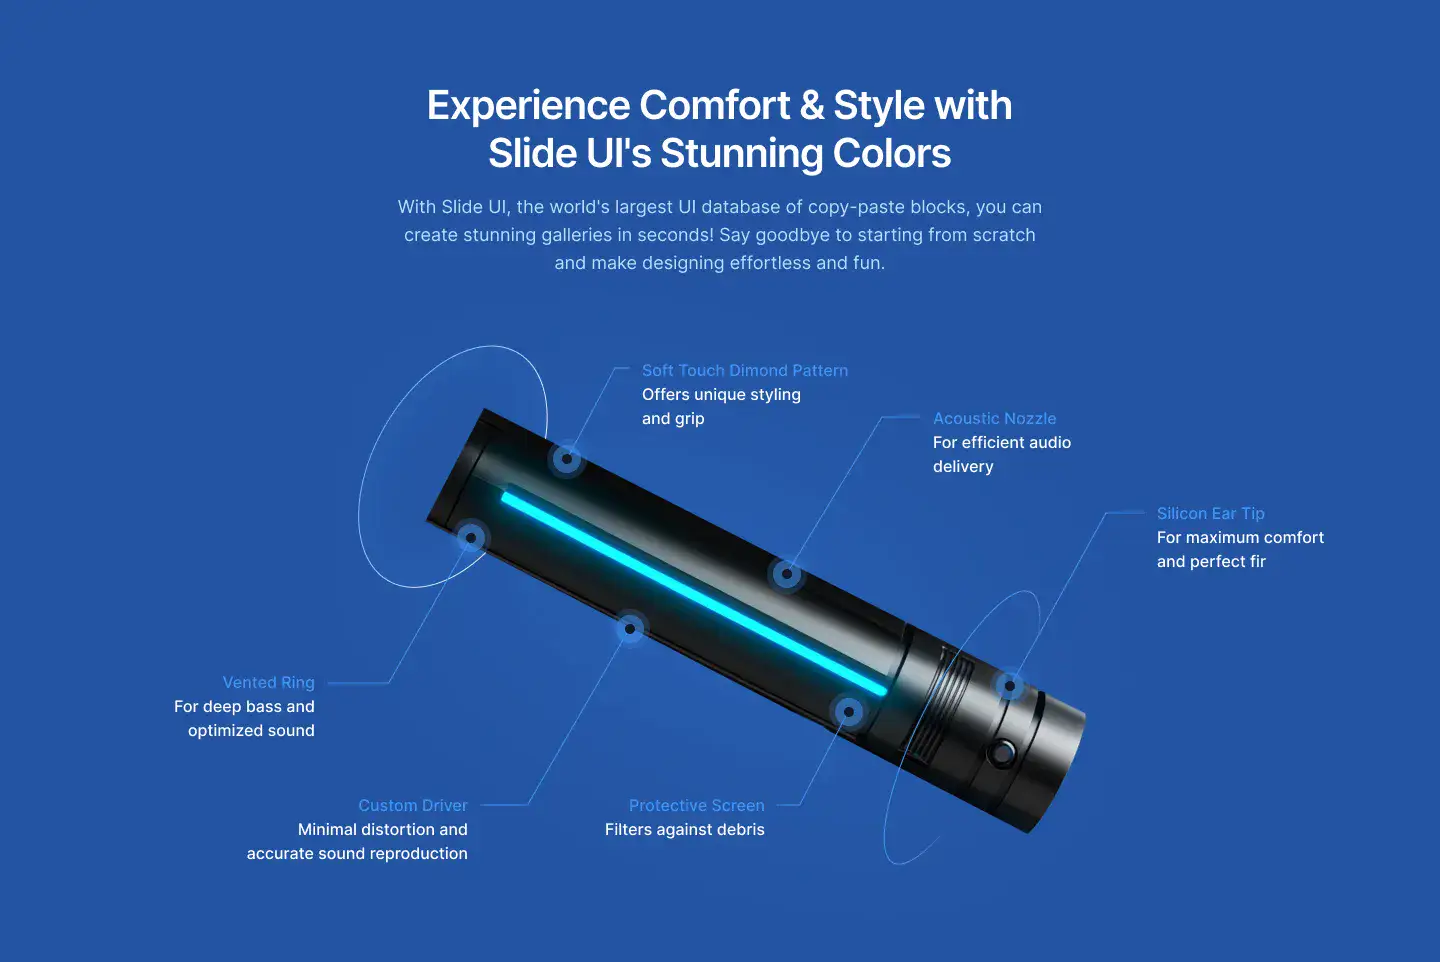 Experience Comfort & Style with
Slide UI's Stunning Colors
With Slide UI, the world's largest UI database of copy-paste blocks, you can
create stunning galleries in seconds! Say goodbye to starting from scratch
and make designing effortless and fun.
Soft Touch Dimond Pattern
Offers unique styling
and grip
Acoustic Nozzle
For efficient audio
delivery
Silicon Ear Tip
For maximum comfort
and perfect fir
Vented Ring
For deep bass and
optimized sound
Custom Driver
Minimal distortion and
accurate sound reproduction
Protective Screen
Filters against debris